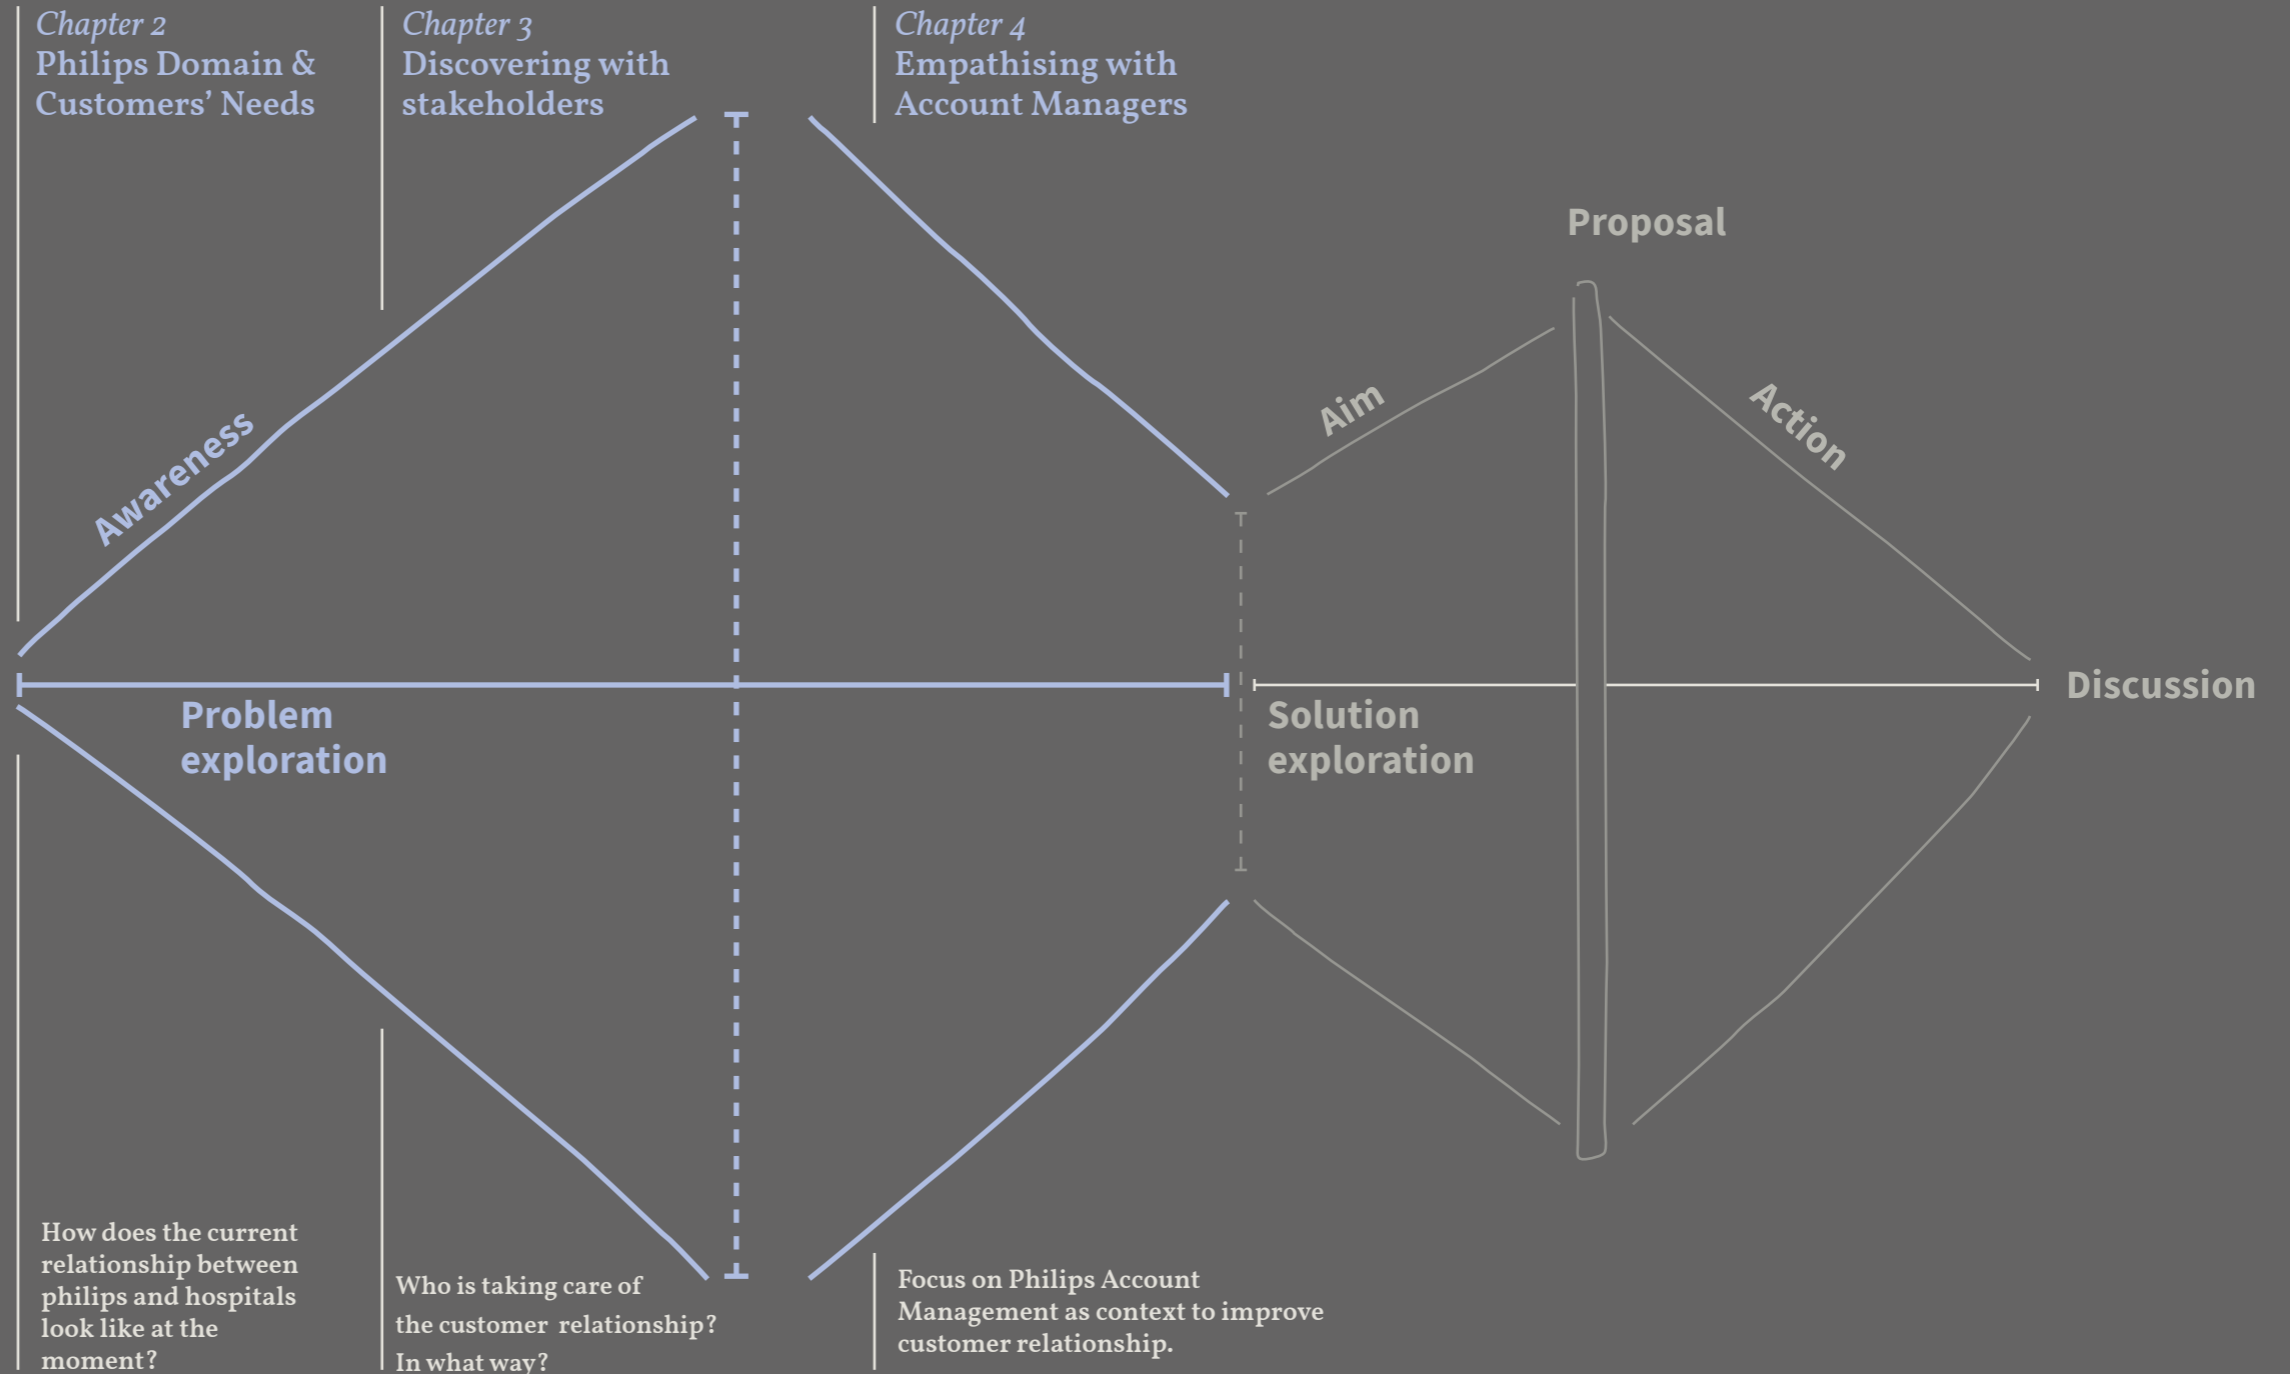 Chapter 2
Philips Domain &
Customers’ Needs
Chapter 3
Discovering with
stakeholders
Chapter 4
Empathising with
Account Managers
Proposal
Aim
Action
Awareness
Problem
exploration
Solution
exploration
Discussion
How does the current
relationship between
philips and hospitals
look like at the
moment?
Who is taking care of
the customer relationship?
In what way?
Focus on Philips Account
Management as context to improve
customer relationship.